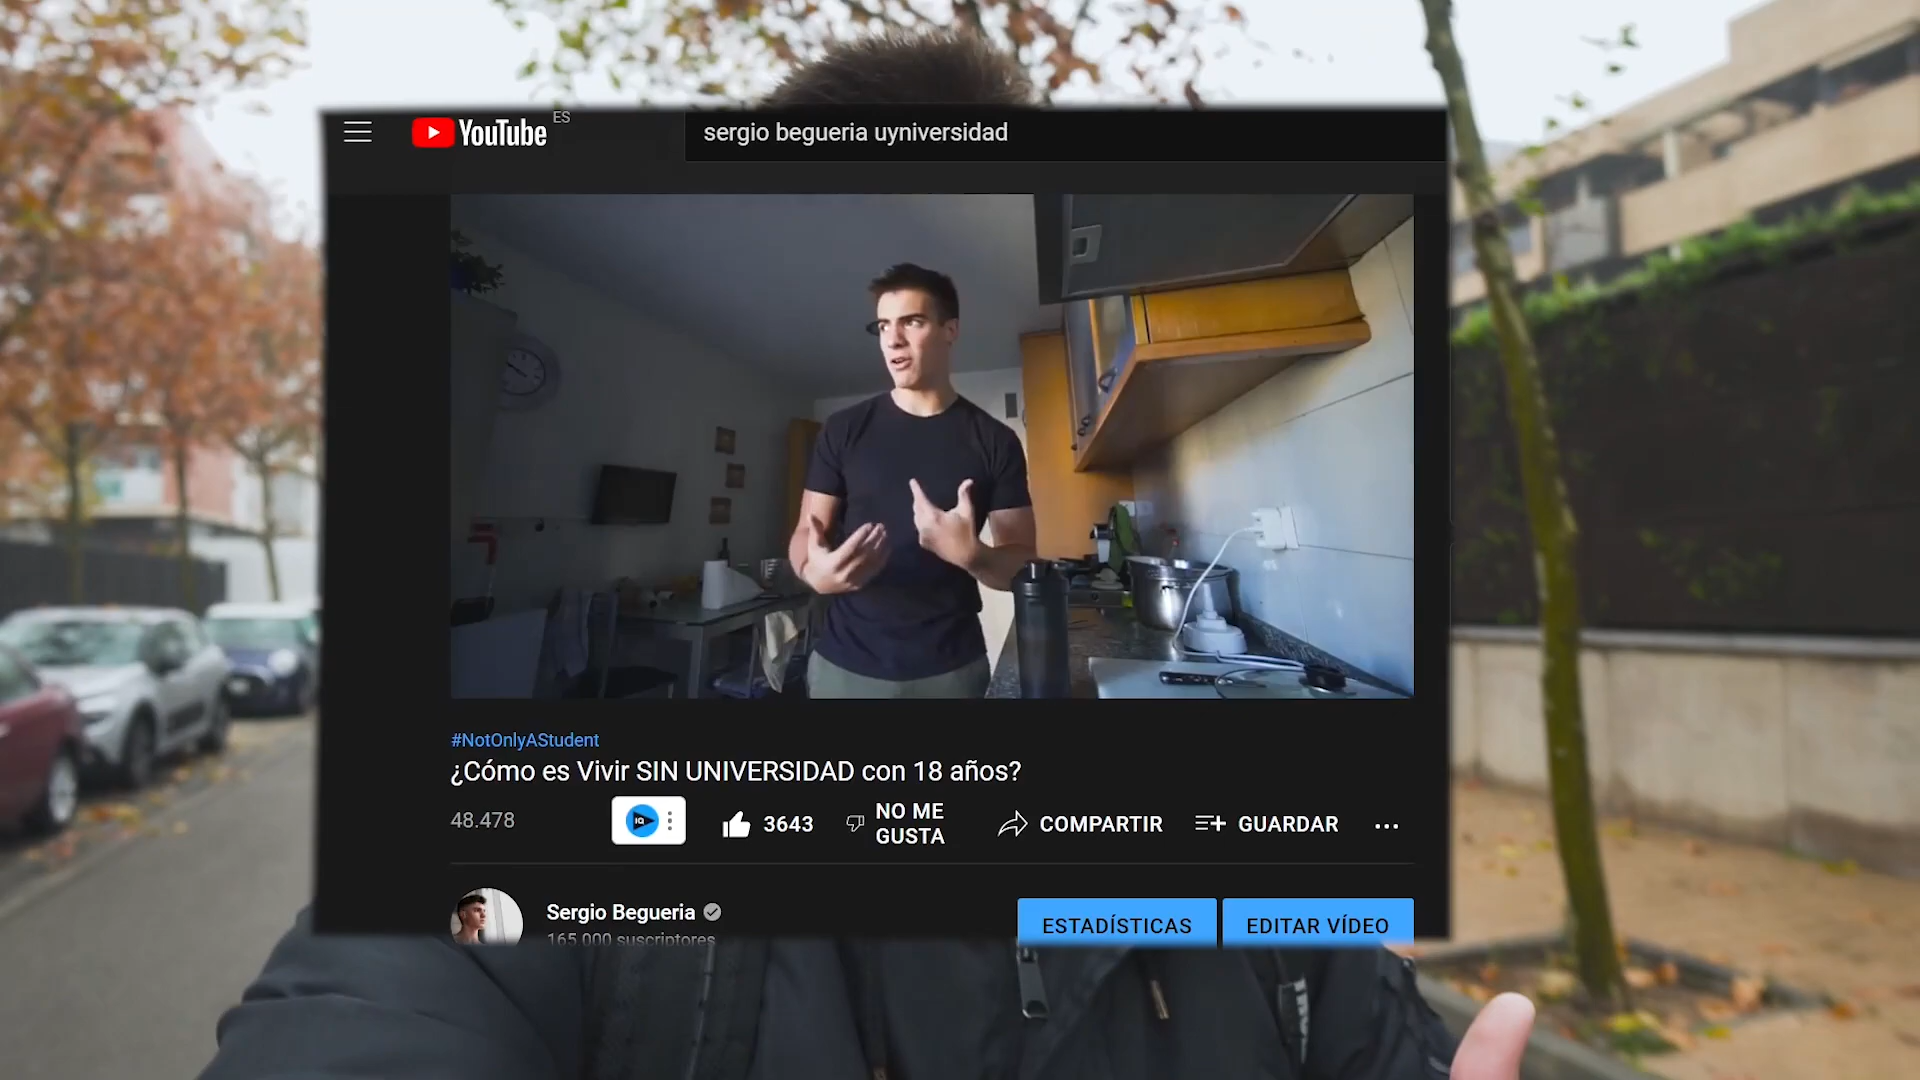 YouTube ES
sergio begueria uyniversidad
#NotOnlyAStudent
¿Cómo es Vivir SIN UNIVERSIDAD con 18 años?
48.478
IQ
3643
NO ME
GUSTA
COMPARTIR
GUARDAR
Sergio Begueria
165.000 suscriptores
ESTADÍSTICAS
EDITAR VÍDEO